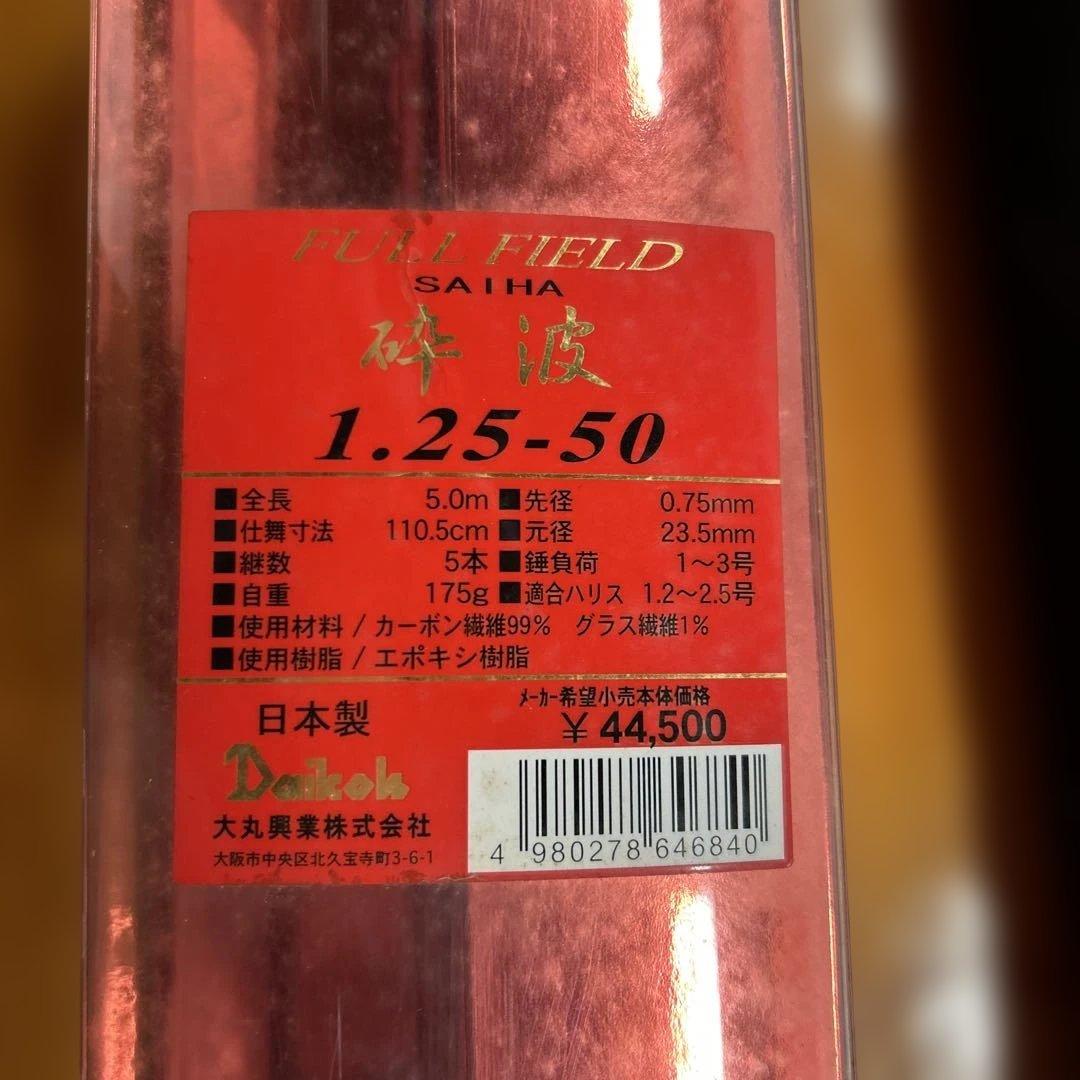 FULL FIELD
SAIHA
砕波
1.25-50
■全長 5.0m ■先径 0.75mm
■仕舞寸法 110.5cm ■元径 23.5mm
■継数 5本 ■錘負荷 1〜3号
■自重 175g ■適合ハリス 1.2〜2.5号
■使用材料 / カーボン繊維99% グラス繊維1%
■使用樹脂 / エポキシ樹脂
日本製 メーカー希望小売本体価格
¥ 44,500
Daikok
大丸興業株式会社
大阪市中央区北久宝寺町3-6-1
4 980278 646840